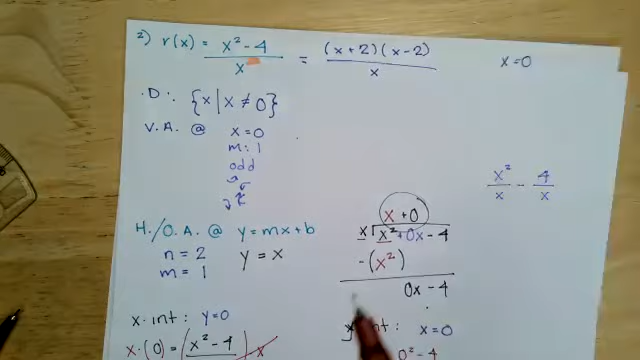 2) r(x) = x² - 4 / x = (x+2)(x-2) / x
x = 0
D: {x | x ≠ 0}
V.A. @ x = 0
m: 1
odd
x²/x - 4/x
H./O.A. @ y = mx + b
n = 2
m = 1
y = x
x + 0
x x² + 0x - 4
- (x²)
0x - 4
x-int: y = 0
x · (0) = (x² - 4 / x) x
int: x = 0
0² - 4